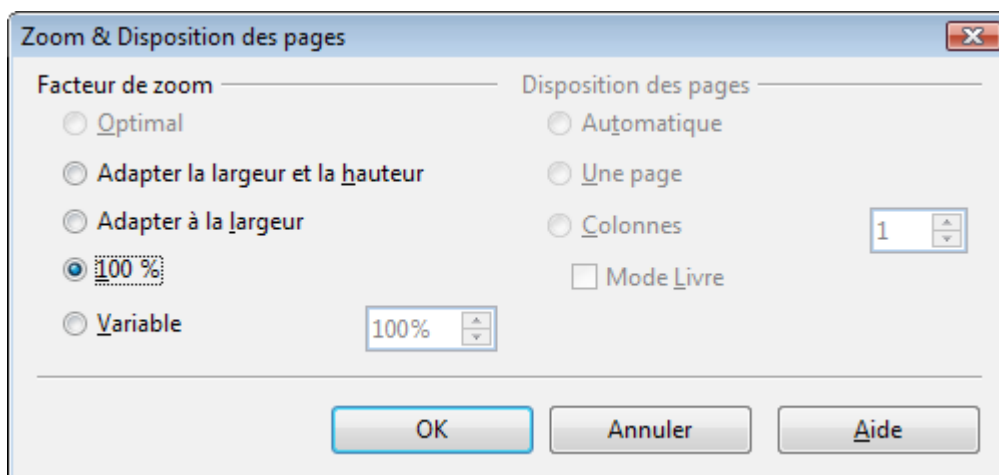 Zoom & Disposition des pages
Facteur de zoom
Optimal
Adapter la largeur et la hauteur
Adapter à la largeur
100 %
Variable
100%
Disposition des pages
Automatique
Une page
Colonnes
1
Mode Livre
OK
Annuler
Aide